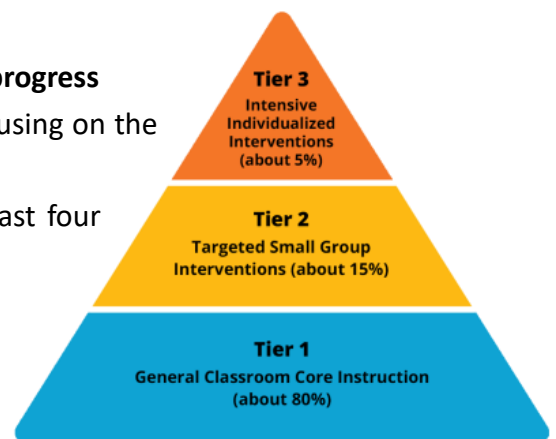 progress
using on the
ast four
Tier 3
Intensive
Individualized
Interventions
(about 5%)
Tier 2
Targeted Small Group
Interventions (about 15%)
Tier 1
General Classroom Core Instruction
(about 80%)